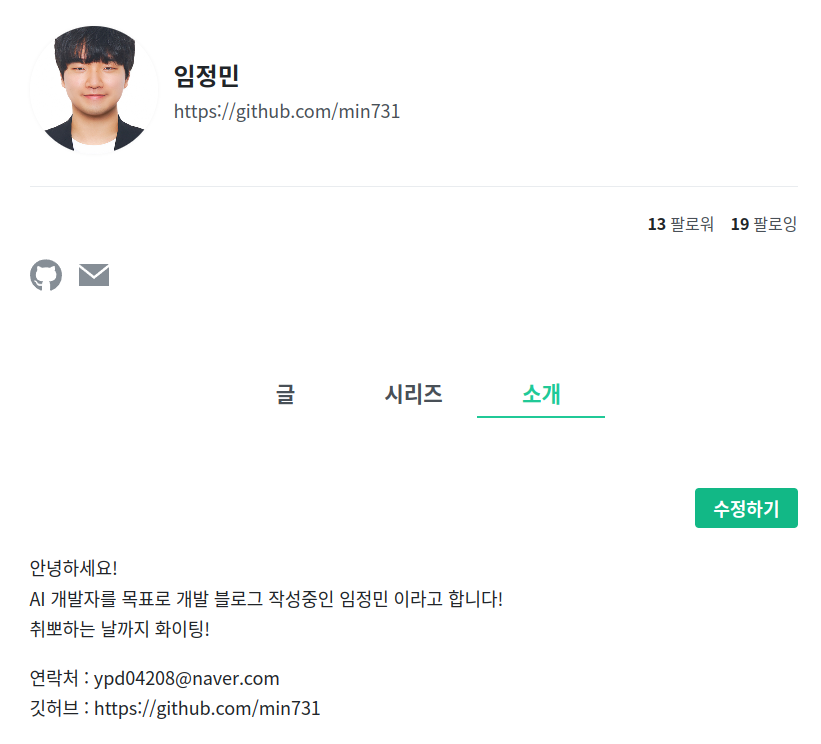 임정민
https://github.com/min731
13 팔로워 19 팔로잉
글 시리즈 소개
수정하기
안녕하세요!
AI 개발자를 목표로 개발 블로그 작성중인 임정민 이라고 합니다!
취뽀하는 날까지 화이팅!
연락처 : ypd04208@naver.com
깃허브 : https://github.com/min731